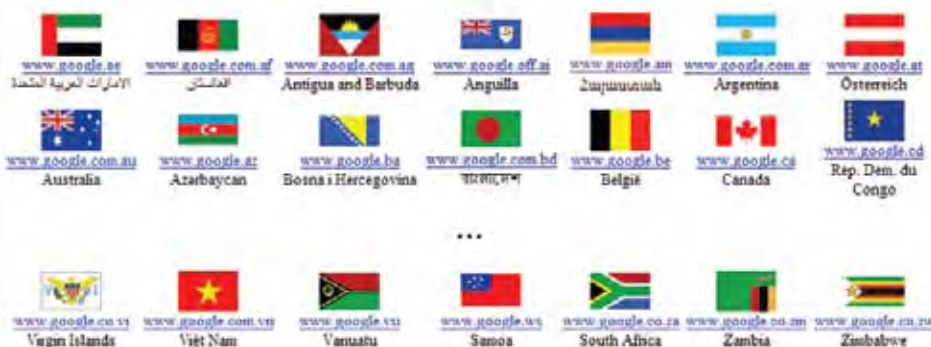 www.google.ae www.google.com.af www.google.com.ag www.google.off.ai www.google.am www.google.com.ar www.google.at
الامارات العربية المتحدة افغانستان Antigua and Barbuda Anguilla Հայաստան Argentina Österreich
www.google.com.au www.google.az www.google.ba www.google.com.bd www.google.be www.google.ca www.google.cd
Australia Azərbaycan Bosna i Hercegovina বাংলাদেশ België Canada Rep. Dem. du
Congo
...
www.google.co.vi www.google.com.vn www.google.vu www.google.ws www.google.co.za www.google.co.zm www.google.co.zw
Virgin Islands Việt Nam Vanuatu Samoa South Africa Zambia Zimbabwe